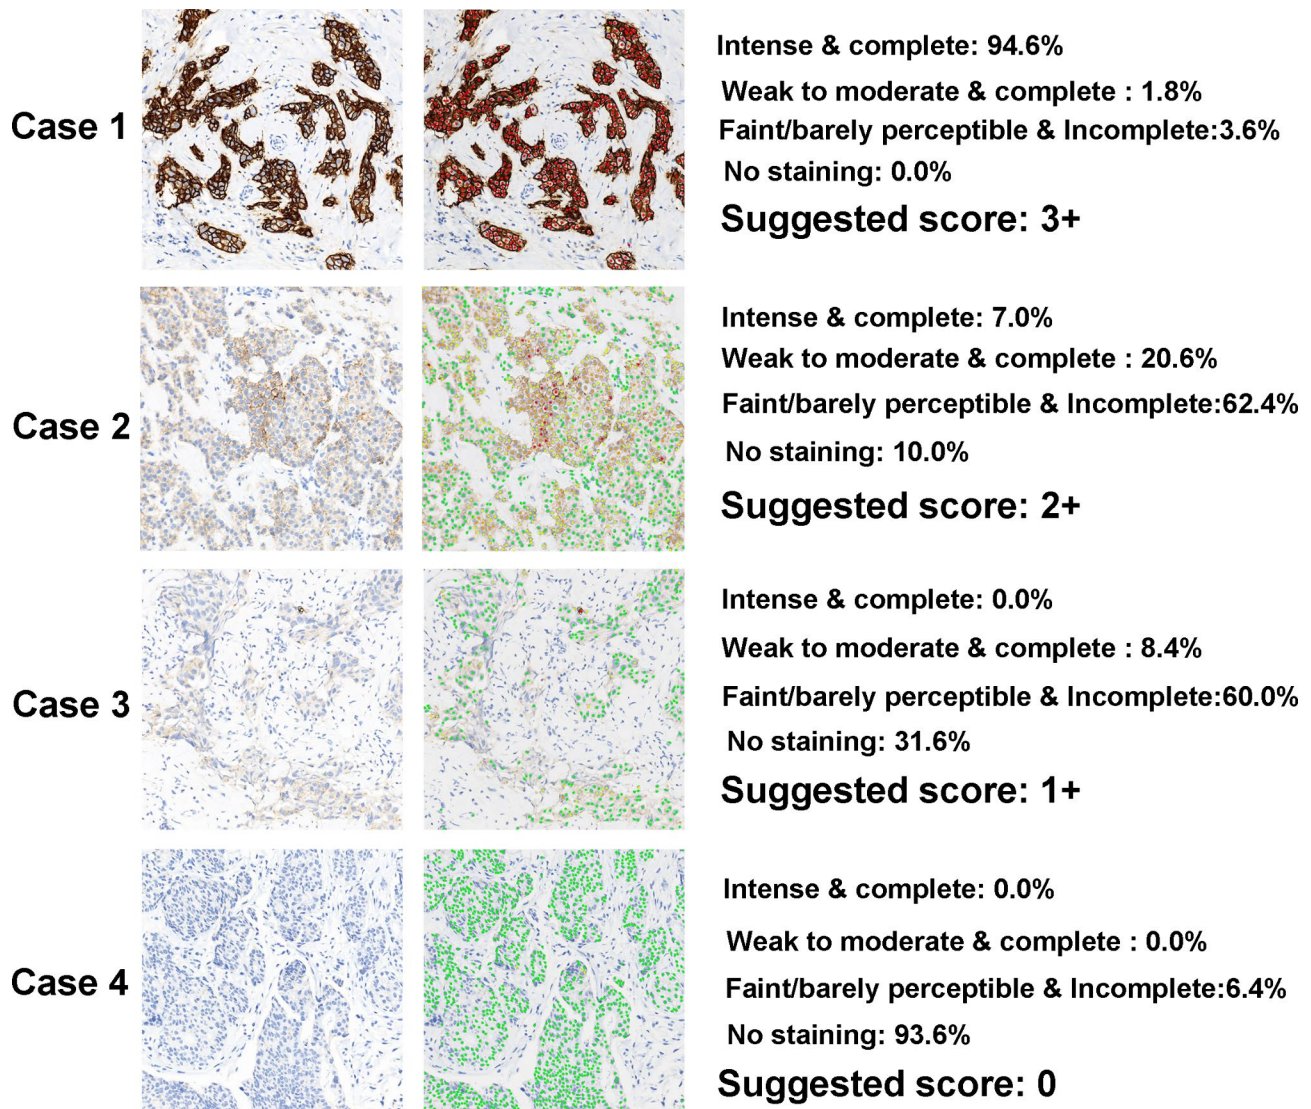 Case 1
Intense & complete: 94.6%
Weak to moderate & complete : 1.8%
Faint/barely perceptible & Incomplete:3.6%
No staining: 0.0%
Suggested score: 3+
Case 2
Intense & complete: 7.0%
Weak to moderate & complete : 20.6%
Faint/barely perceptible & Incomplete:62.4%
No staining: 10.0%
Suggested score: 2+
Case 3
Intense & complete: 0.0%
Weak to moderate & complete : 8.4%
Faint/barely perceptible & Incomplete:60.0%
No staining: 31.6%
Suggested score: 1+
Case 4
Intense & complete: 0.0%
Weak to moderate & complete : 0.0%
Faint/barely perceptible & Incomplete:6.4%
No staining: 93.6%
Suggested score: 0